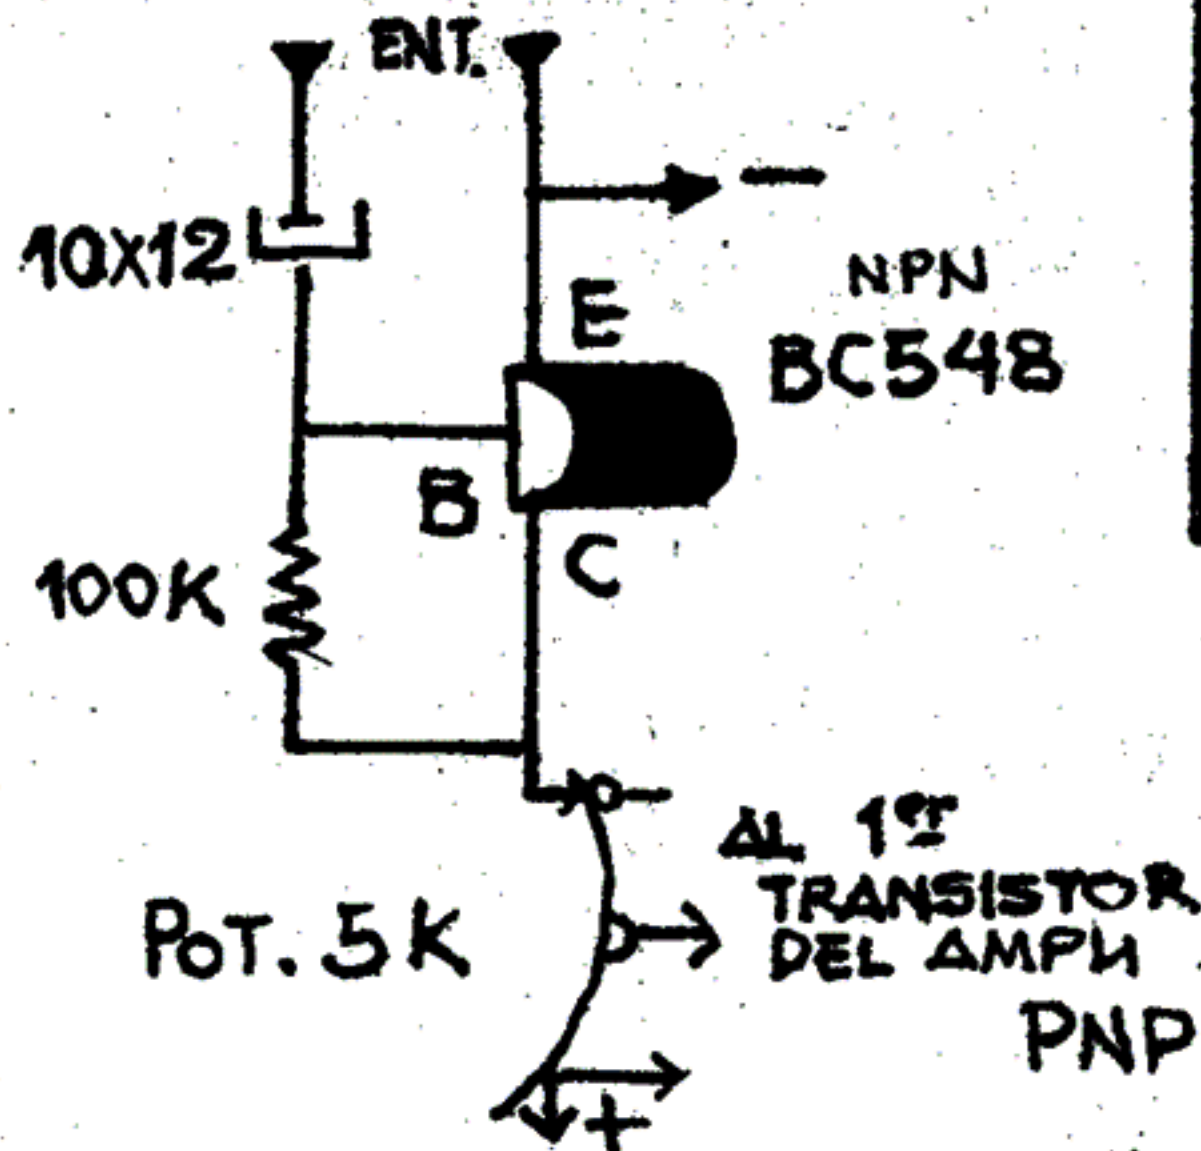 ENT.
10X12
E
NPN
BC548
B
C
100K
AL 1er
TRANSISTOR
DEL AMPLI
POT. 5K
PNP
+